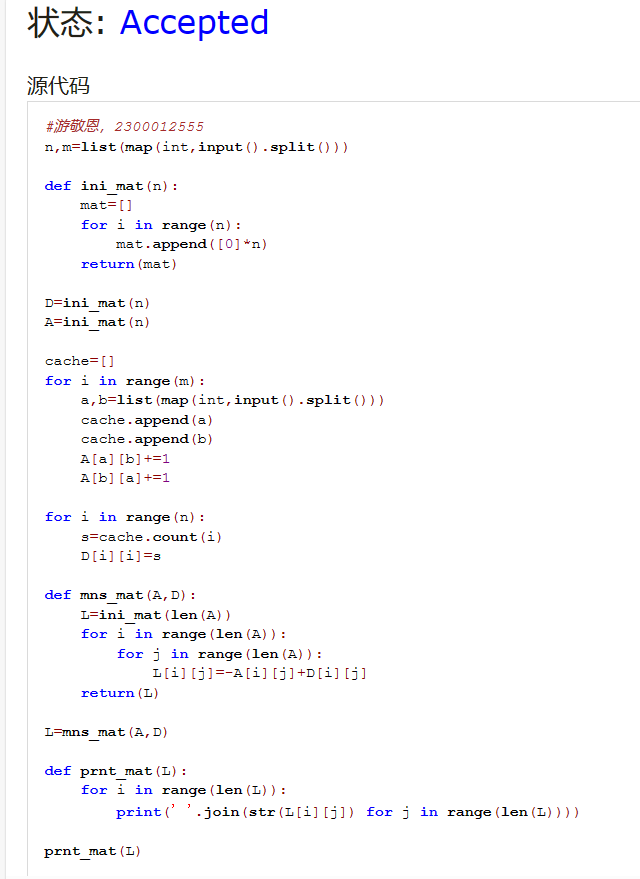 状态: Accepted
源代码
#游敬恩，2300012555
n,m=list(map(int,input().split()))
def ini_mat(n):
    mat=[]
    for i in range(n):
        mat.append([0]*n)
    return(mat)
D=ini_mat(n)
A=ini_mat(n)
cache=[]
for i in range(m):
    a,b=list(map(int,input().split()))
    cache.append(a)
    cache.append(b)
    A[a][b]+=1
    A[b][a]+=1
for i in range(n):
    s=cache.count(i)
    D[i][i]=s
def mns_mat(A,D):
    L=ini_mat(len(A))
    for i in range(len(A)):
        for j in range(len(A)):
            L[i][j]=-A[i][j]+D[i][j]
    return(L)
L=mns_mat(A,D)
def prnt_mat(L):
    for i in range(len(L)):
        print(' '.join(str(L[i][j]) for j in range(len(L))))
prnt_mat(L)